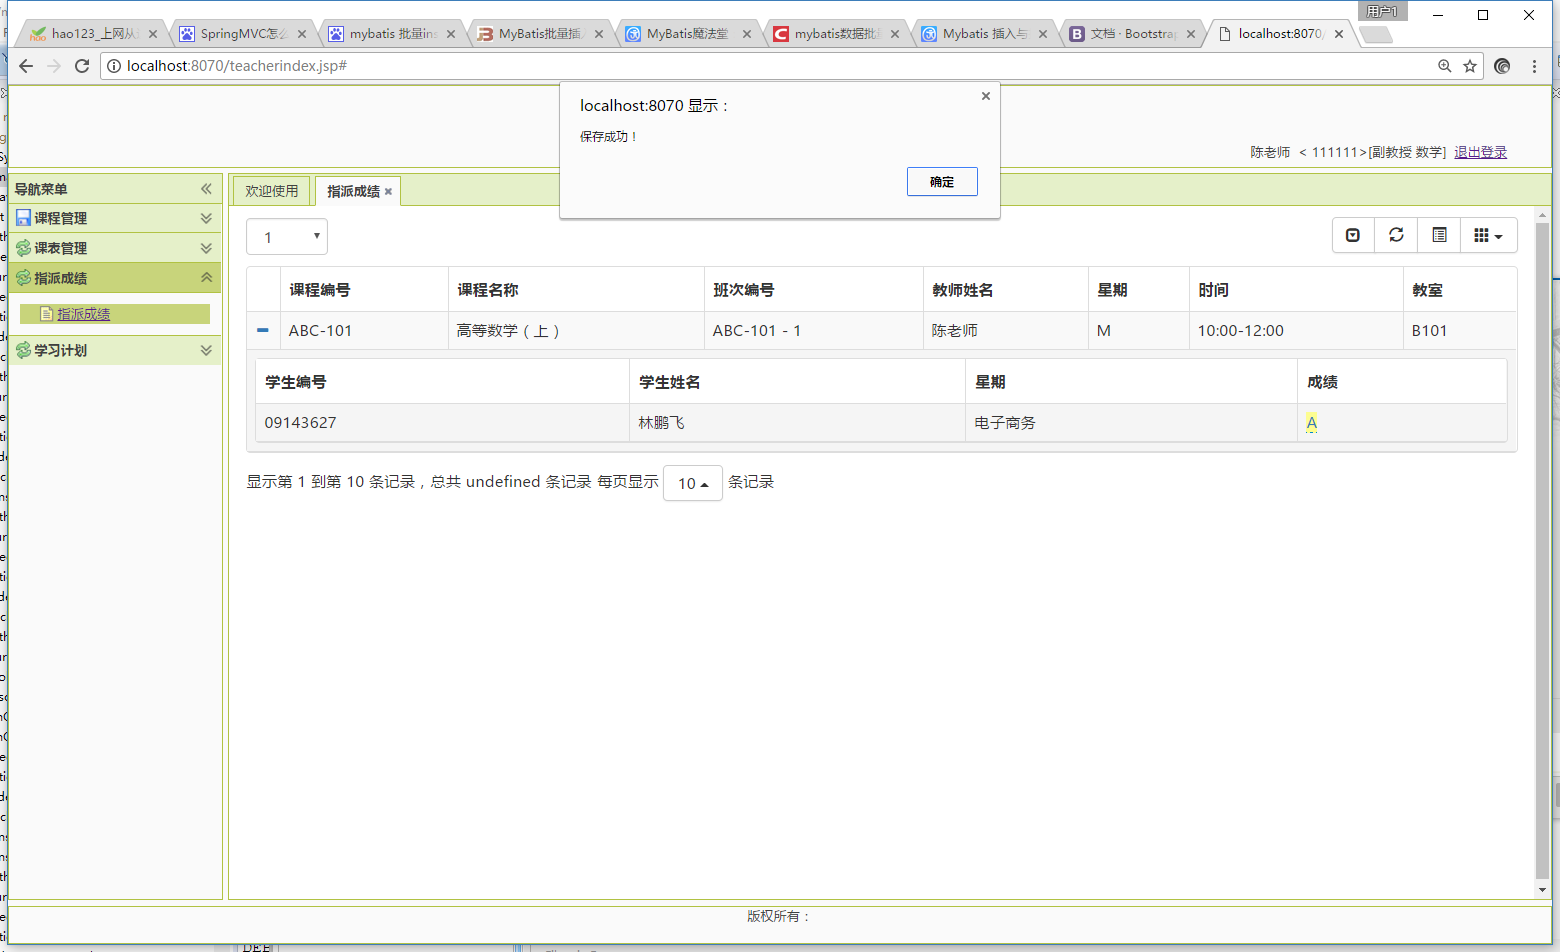 用户1
hao123_上网从
SpringMVC怎么
mybatis 批量ins
MyBatis批量插
MyBatis魔法堂
mybatis数据批
Mybatis 插入与
文档 · Bootstrap
localhost:8070/
localhost:8070/teacherindex.jsp#
localhost:8070 显示：
保存成功！
确定
陈老师 < 111111>[副教授 数学] 退出登录
导航菜单
课程管理
课表管理
指派成绩
指派成绩
学习计划
欢迎使用 指派成绩
1
课程编号 课程名称 班次编号 教师姓名 星期 时间 教室
ABC-101 高等数学（上） ABC-101 - 1 陈老师 M 10:00-12:00 B101
学生编号 学生姓名 星期 成绩
09143627 林鹏飞 电子商务 A
显示第 1 到第 10 条记录，总共 undefined 条记录 每页显示 10 条记录
版权所有：